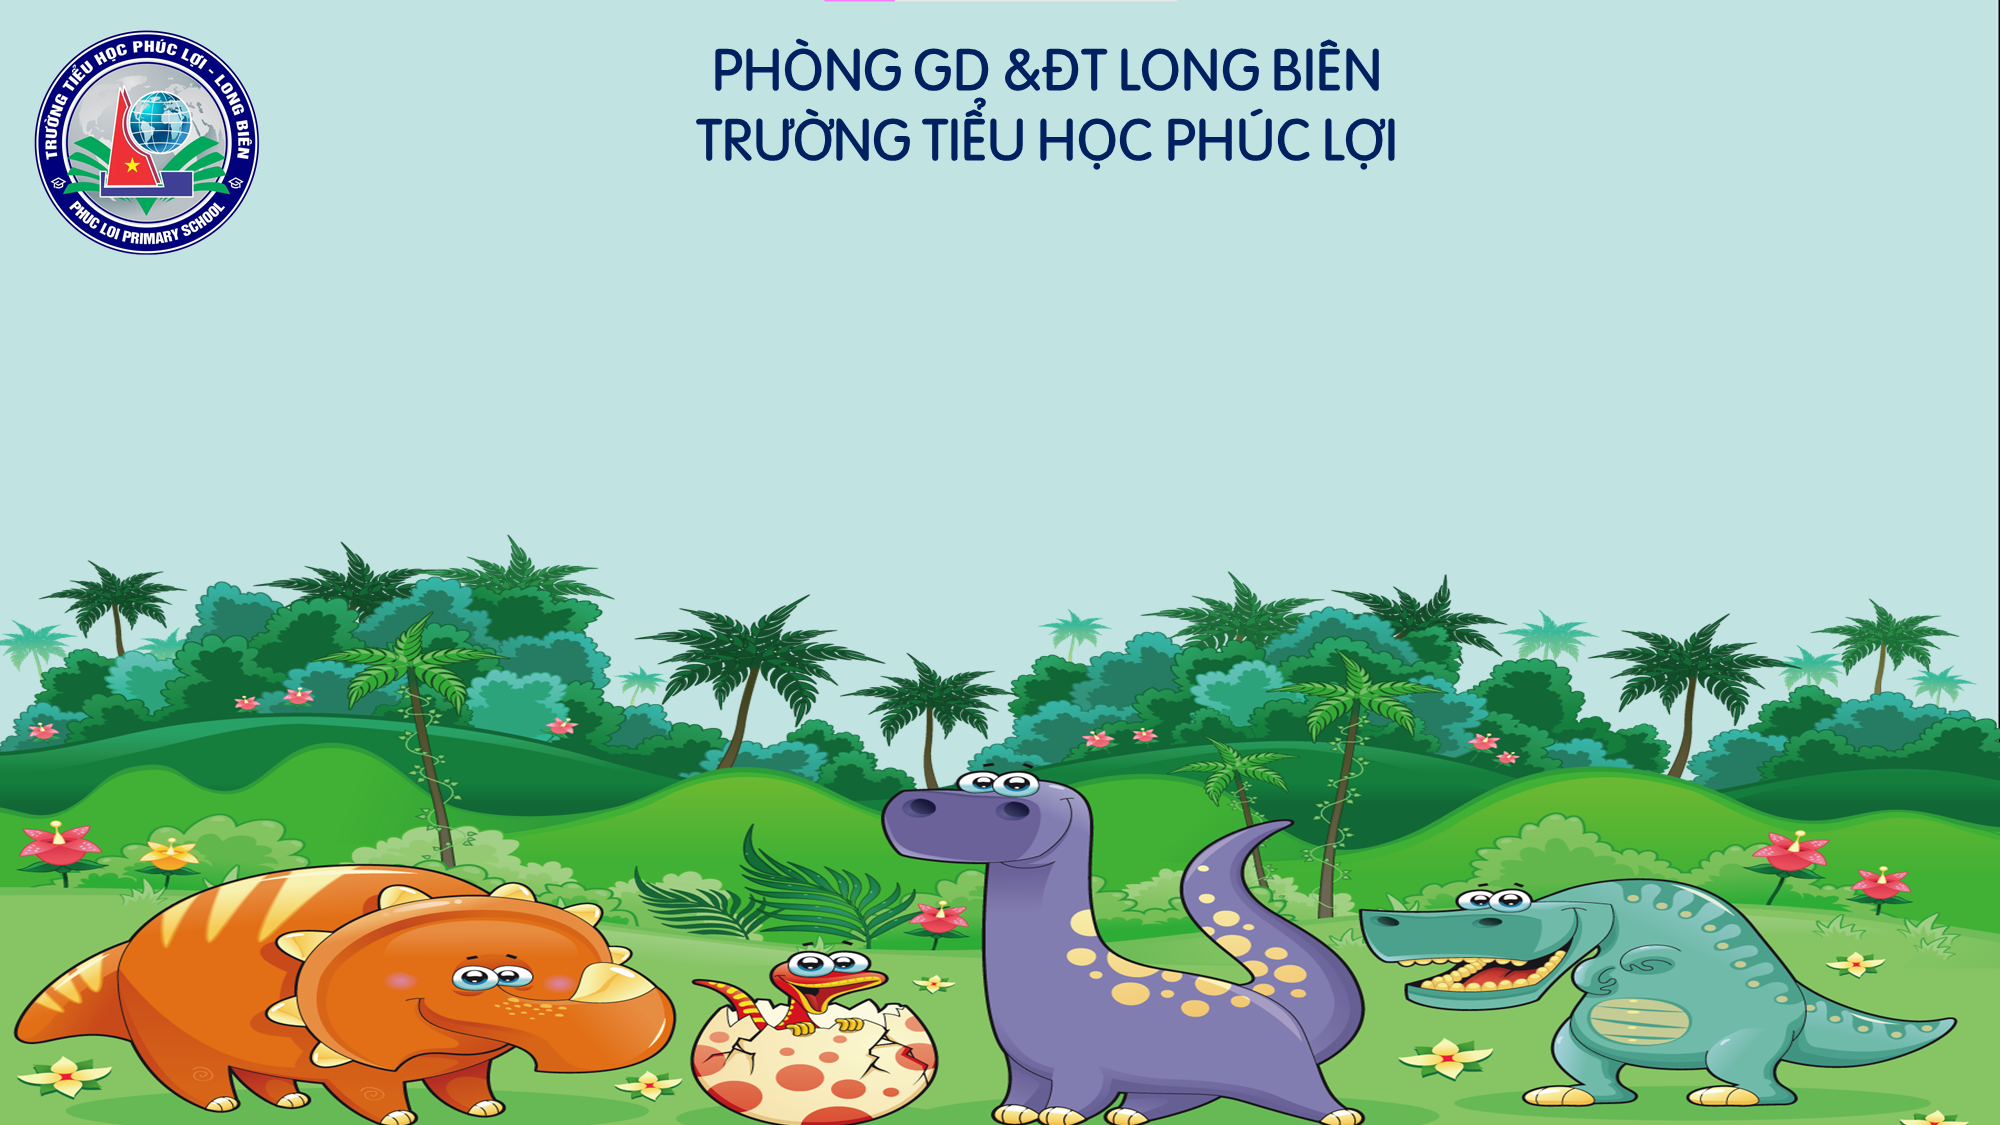 PHÒNG GD &ĐT LONG BIÊN
TRƯỜNG TIỂU HỌC PHÚC LỢI
TRƯỜNG TIỂU HỌC PHÚC LỢI - LONG BIÊN
PHUC LOI PRIMARY SCHOOL